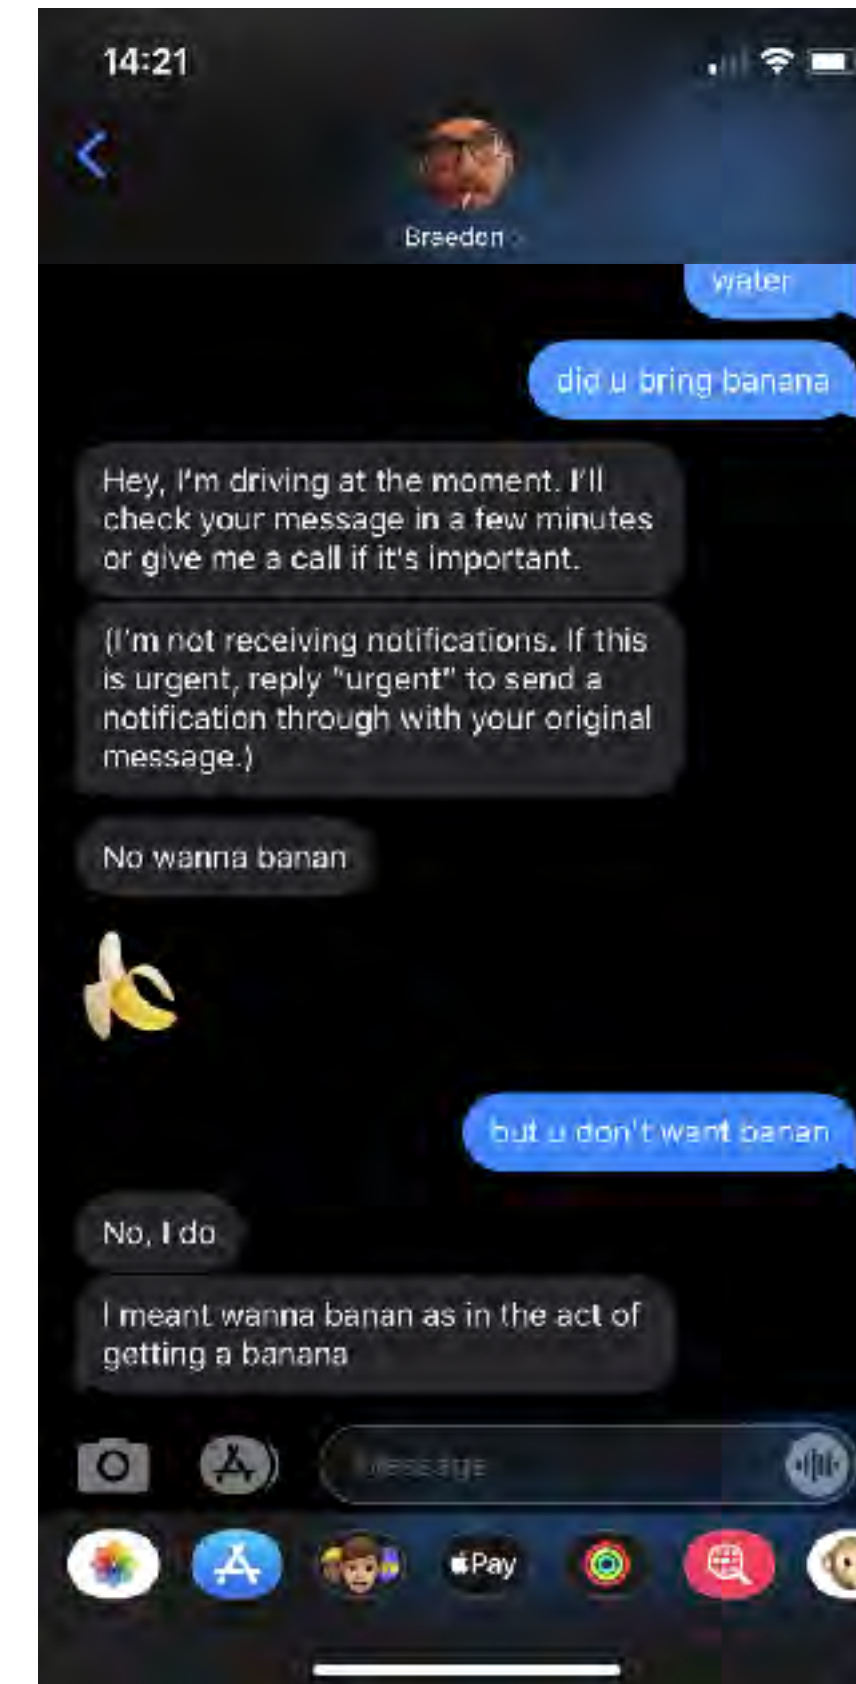 14:21
Braedon
water
did u bring banana
Hey, I'm driving at the moment. I'll
check your message in a few minutes
or give me a call if it's important.
(I'm not receiving notifications. If this
is urgent, reply "urgent" to send a
notification through with your original
message.)
No wanna banan
but u don't want banan
No, I do
I meant wanna banan as in the act of
getting a banana
Message
Pay